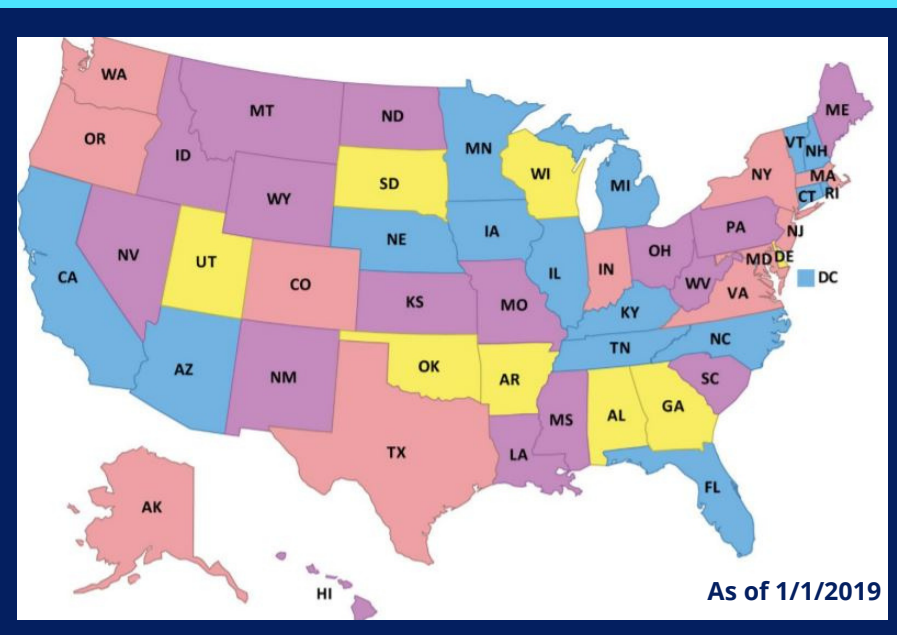 WA
MT
ND
ME
OR
MN
VT
NH
ID
SD
WI
NY
MA
MI
WY
RI
CT
PA
NE
IA
NJ
NV
OH
MD
DE
UT
IL
IN
CA
CO
WV
DC
VA
KS
MO
KY
NC
TN
AZ
OK
NM
AR
SC
GA
MS
AL
TX
LA
FL
AK
HI
As of 1/1/2019